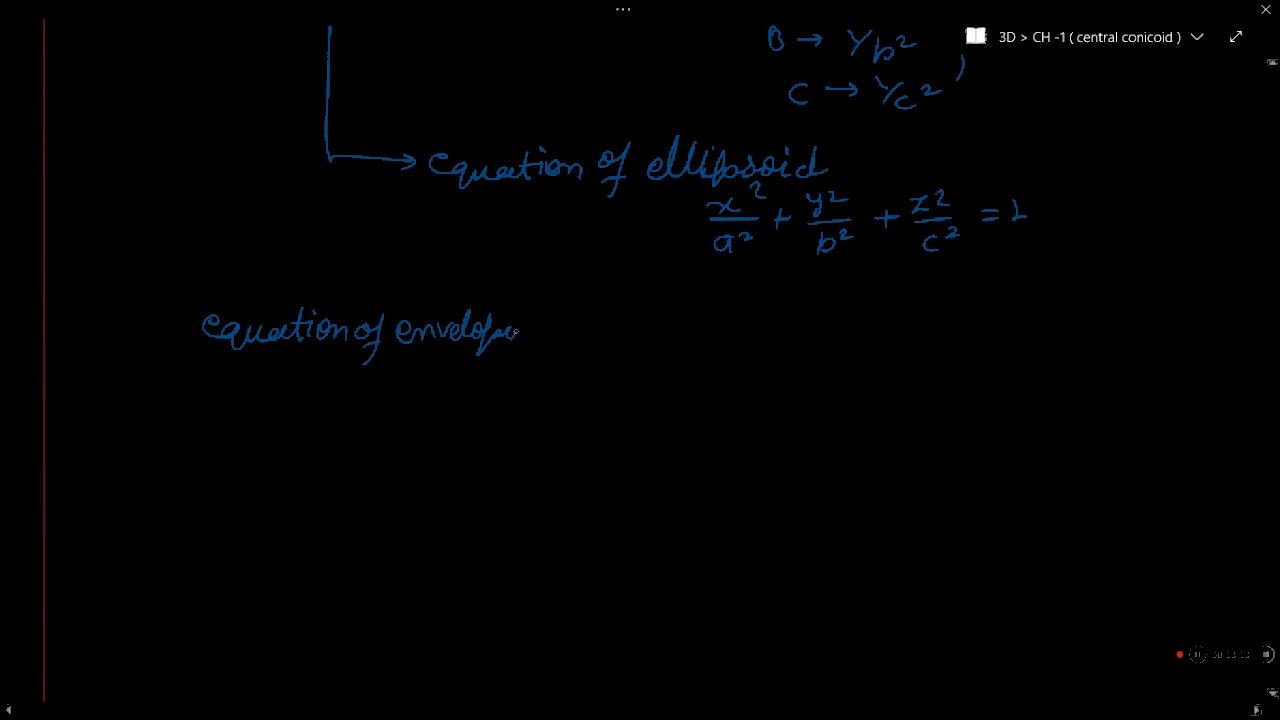 ...
3D > CH -1 ( central conicoid )
B → 1/b²
C → 1/c² )
equation of ellipsoid
x²/a² + y²/b² + z²/c² = 1
equation of envelope